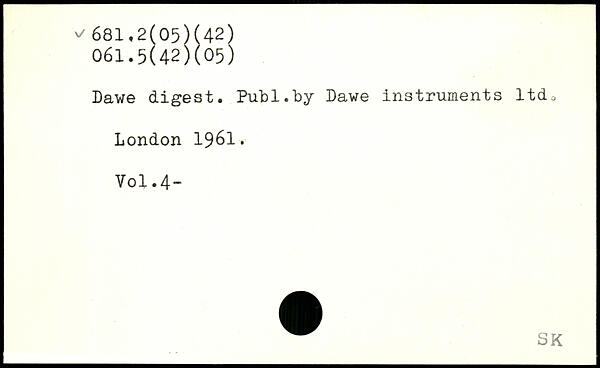 ✓ 681.2(05)(42)
061.5(42)(05)
Dawe digest. Publ.by Dawe instruments ltd.
London 1961.
Vol.4-
SK